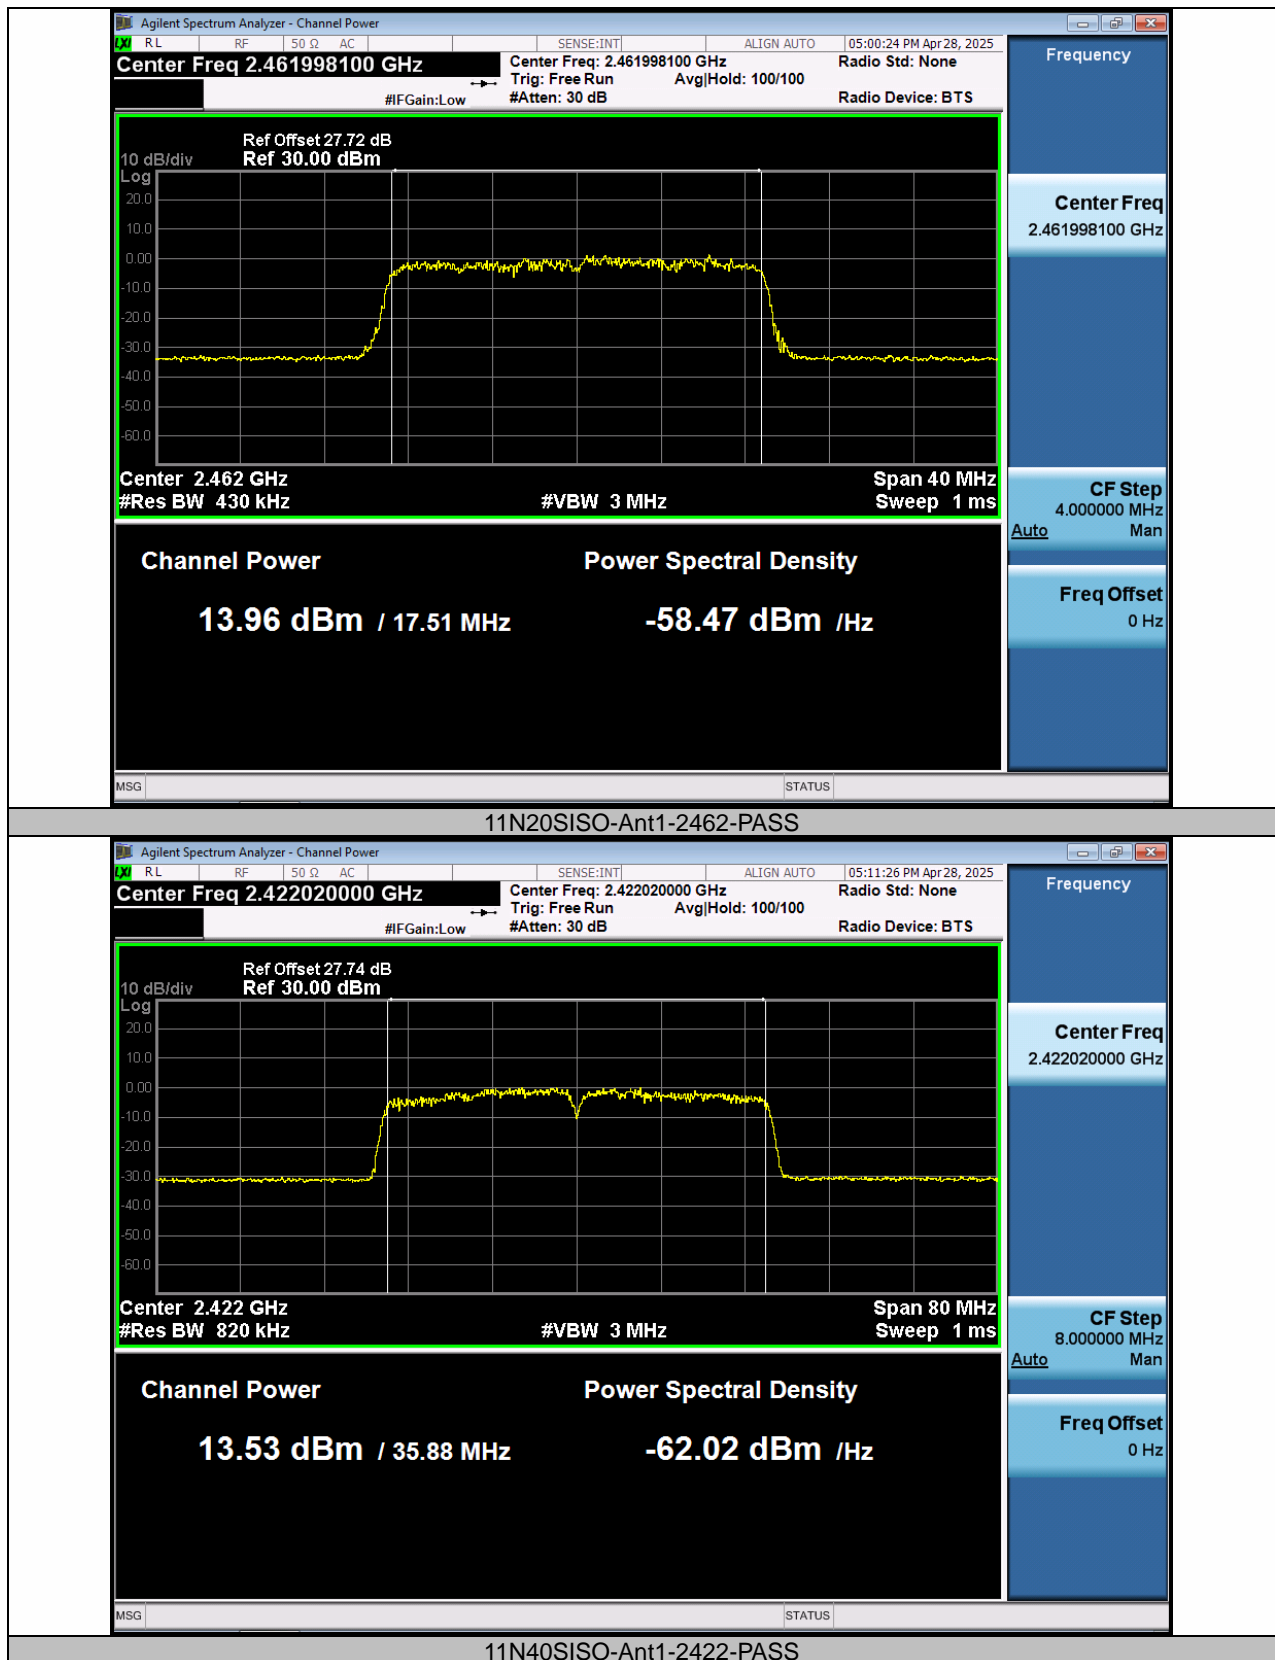 Agilent Spectrum Analyzer - Channel Power
LXI RL RF 50 Ω AC SENSE:INT ALIGN AUTO 05:00:24 PM Apr 28, 2025
Center Freq 2.461998100 GHz
Center Freq: 2.461998100 GHz Radio Std: None
Trig: Free Run Avg|Hold: 100/100
#IFGain:Low #Atten: 30 dB Radio Device: BTS
Frequency
Ref Offset 27.72 dB
10 dB/div Ref 30.00 dBm
Log
20.0
10.0
0.00
-10.0
-20.0
-30.0
-40.0
-50.0
-60.0
Center 2.462 GHz Span 40 MHz
#Res BW 430 kHz #VBW 3 MHz Sweep 1 ms
Center Freq
2.461998100 GHz
CF Step
4.000000 MHz
Auto Man
Freq Offset
0 Hz
Channel Power Power Spectral Density
13.96 dBm / 17.51 MHz -58.47 dBm /Hz
MSG STATUS
11N20SISO-Ant1-2462-PASS
Agilent Spectrum Analyzer - Channel Power
LXI RL RF 50 Ω AC SENSE:INT ALIGN AUTO 05:11:26 PM Apr 28, 2025
Center Freq 2.422020000 GHz
Center Freq: 2.422020000 GHz Radio Std: None
Trig: Free Run Avg|Hold: 100/100
#IFGain:Low #Atten: 30 dB Radio Device: BTS
Frequency
Ref Offset 27.74 dB
10 dB/div Ref 30.00 dBm
Log
20.0
10.0
0.00
-10.0
-20.0
-30.0
-40.0
-50.0
-60.0
Center 2.422 GHz Span 80 MHz
#Res BW 820 kHz #VBW 3 MHz Sweep 1 ms
Center Freq
2.422020000 GHz
CF Step
8.000000 MHz
Auto Man
Freq Offset
0 Hz
Channel Power Power Spectral Density
13.53 dBm / 35.88 MHz -62.02 dBm /Hz
MSG STATUS
11N40SISO-Ant1-2422-PASS